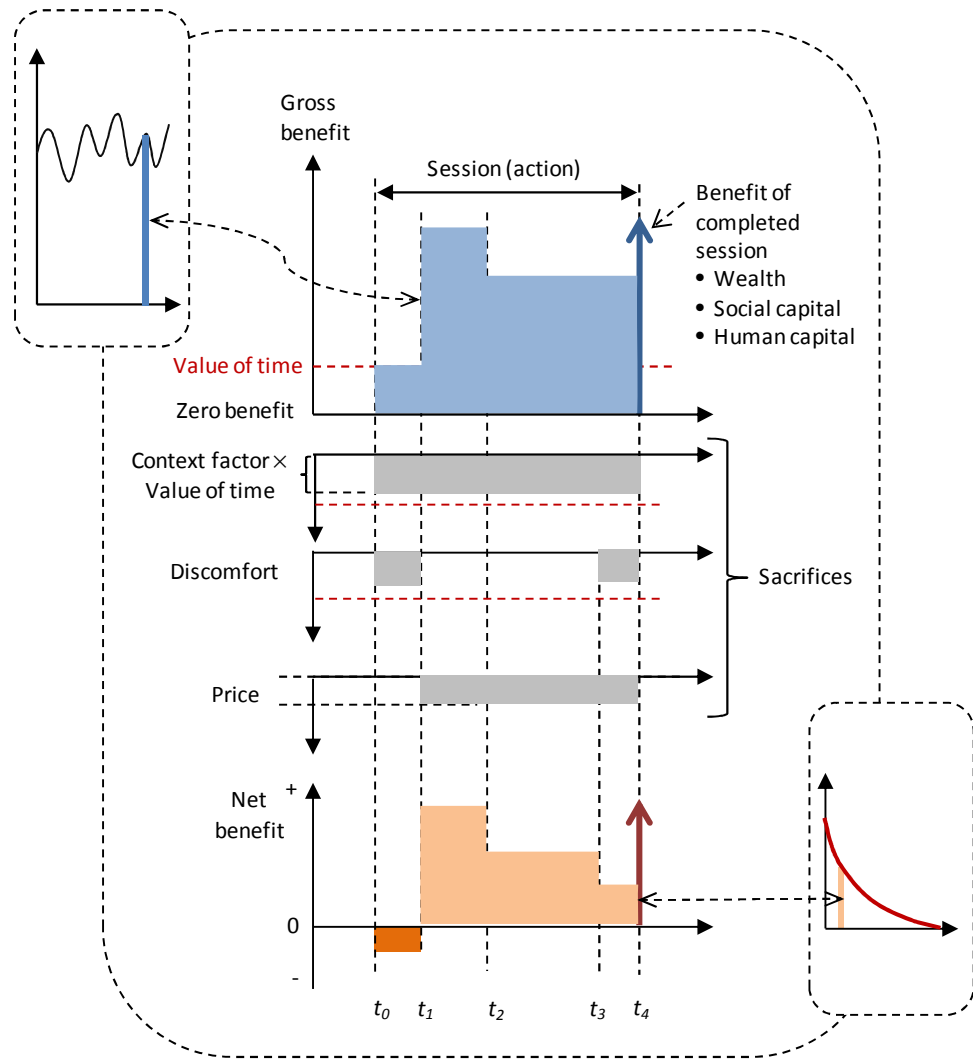 Gross
benefit
Session (action)
Benefit of
completed
session
• Wealth
• Social capital
• Human capital
Value of time
Zero benefit
Context factor ×
Value of time
Discomfort
Sacrifices
Price
+
Net
benefit
0
-
t0 t1 t2 t3 t4